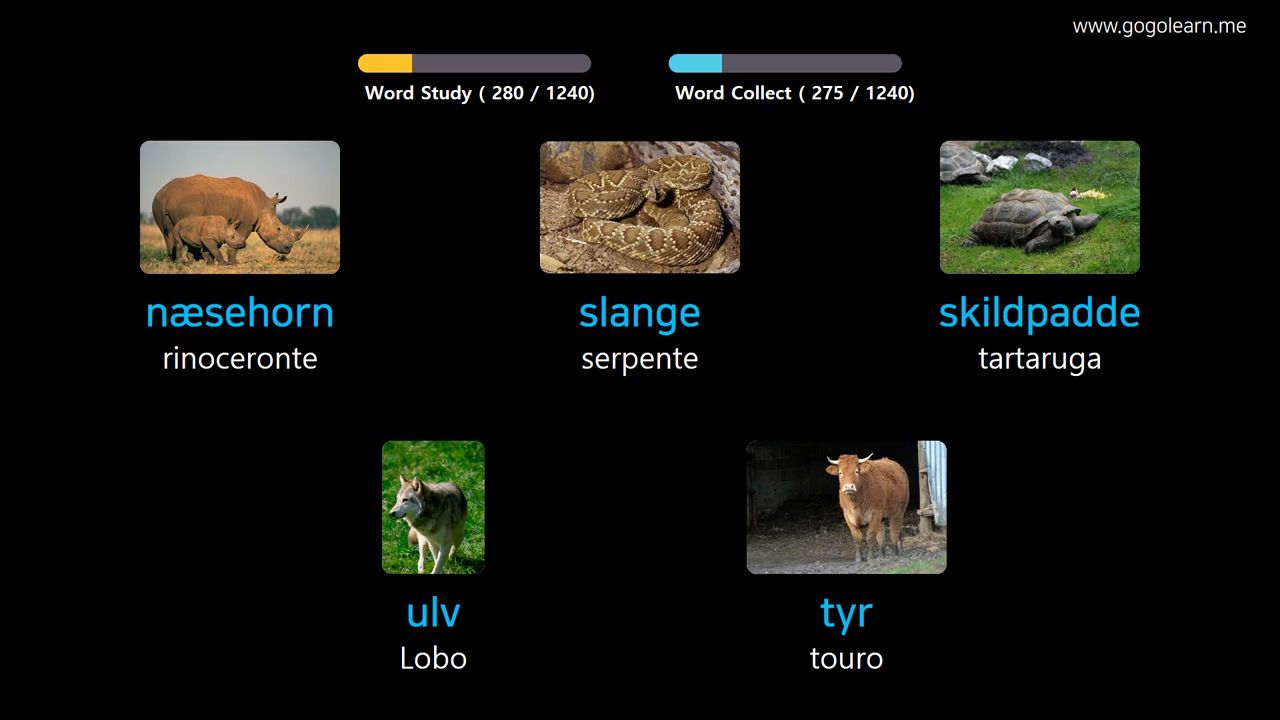 www.gogolearn.me
Word Study ( 280 / 1240)
Word Collect ( 275 / 1240)
næsehorn
rinoceronte
slange
serpente
skildpadde
tartaruga
ulv
Lobo
tyr
touro